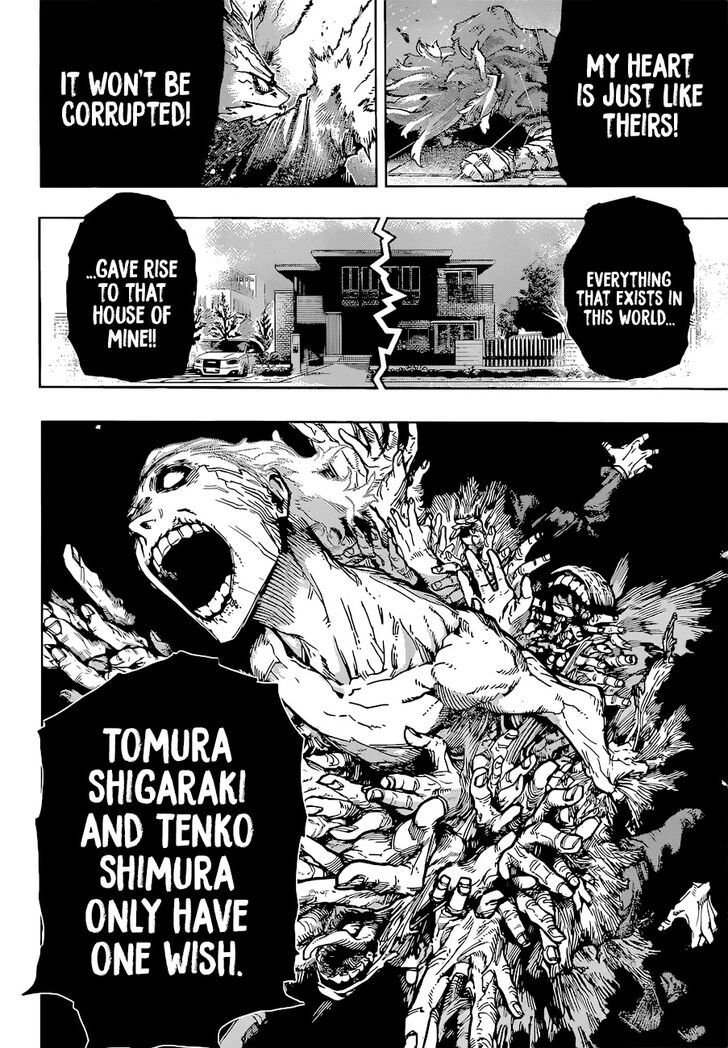 MY HEART
IS JUST LIKE
THEIRS!
IT WON'T BE
CORRUPTED!
EVERYTHING
THAT EXISTS IN
THIS WORLD...
...GAVE RISE
TO THAT
HOUSE OF
MINE!!
TOMURA
SHIGARAKI
AND TENKO
SHIMURA
ONLY HAVE
ONE WISH.